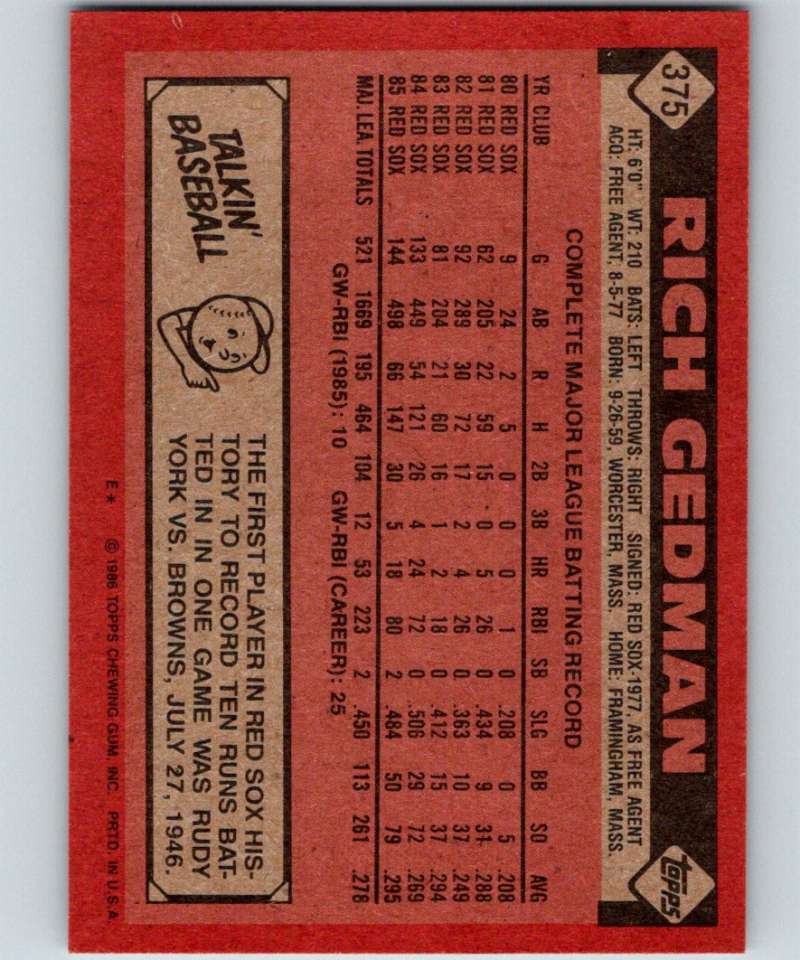 375
RICH GEDMAN
TOPPS
HT: 6'0" WT: 210 BATS: LEFT THROWS: RIGHT SIGNED: RED SOX-1977, AS FREE AGENT
ACQ: FREE AGENT, 8-5-77 BORN: 9-26-59, WORCESTER, MASS. HOME: FRAMINGHAM, MASS.
COMPLETE MAJOR LEAGUE BATTING RECORD
YR CLUB G AB R H 2B 3B HR RBI SB SLG BB SO AVG
80 RED SOX 9 24 2 5 0 0 0 1 0 .208 0 5 .208
81 RED SOX 62 205 22 59 15 0 5 26 0 .434 9 31 .288
82 RED SOX 92 289 30 72 17 2 4 26 0 .363 10 37 .249
83 RED SOX 81 204 21 60 16 1 2 18 0 .412 15 37 .294
84 RED SOX 133 449 54 121 26 4 24 72 0 .506 29 72 .269
85 RED SOX 144 498 66 147 30 5 18 80 2 .484 50 79 .295
MAJ. LEA. TOTALS 521 1669 195 464 104 12 53 223 2 .450 113 261 .278
GW-RBI (1985): 10 GW-RBI (CAREER): 25
TALKIN'
BASEBALL
THE FIRST PLAYER IN RED SOX HIS-
TORY TO RECORD TEN RUNS BAT-
TED IN IN ONE GAME WAS RUDY
YORK VS. BROWNS, JULY 27, 1946.
E* © 1986 TOPPS CHEWING GUM, INC. PRTD. IN U.S.A.